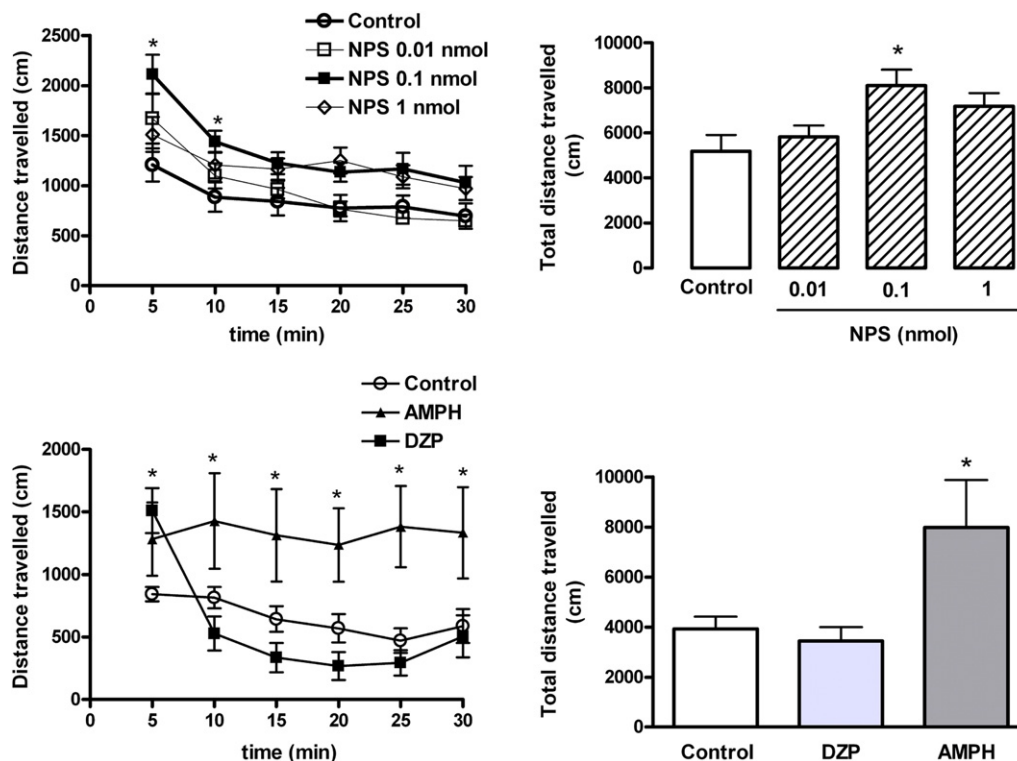 Control
NPS 0.01 nmol
NPS 0.1 nmol
NPS 1 nmol
Distance travelled (cm)
2500
2000
1500
1000
500
0
* *
0 5 10 15 20 25 30
time (min)
Total distance travelled
(cm)
10000
8000
6000
4000
2000
0
*
Control 0.01 0.1 1
NPS (nmol)
Control
AMPH
DZP
Distance travelled (cm)
2000
1500
1000
500
0
* * * * * *
0 5 10 15 20 25 30
time (min)
Total distance travelled
(cm)
10000
8000
6000
4000
2000
0
*
Control DZP AMPH